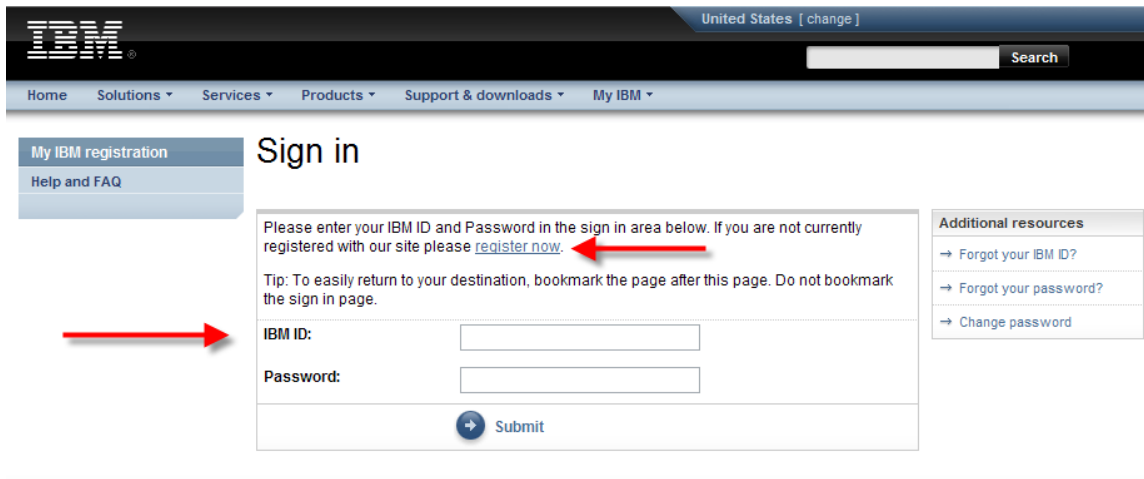 United States [ change ]
IBM ®
Search
Home Solutions Services Products Support & downloads My IBM
My IBM registration
Help and FAQ
Sign in
Please enter your IBM ID and Password in the sign in area below. If you are not currently
registered with our site please register now.
Tip: To easily return to your destination, bookmark the page after this page. Do not bookmark
the sign in page.
IBM ID:
Password:
Submit
Additional resources
→ Forgot your IBM ID?
→ Forgot your password?
→ Change password